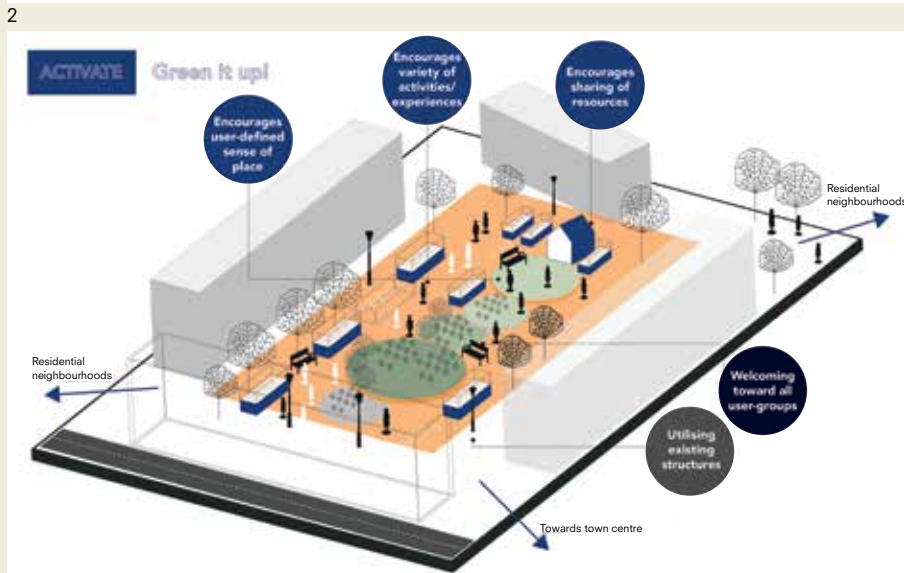 2
ACTIVATE Green it up!
Encourages
variety of
activities/
experiences
Encourages
sharing of
resources
Encourages
user-defined
sense of
place
Residential
neighbourhoods
Residential
neighbourhoods
Welcoming
toward all
user-groups
Utilising
existing
structures
Towards town centre